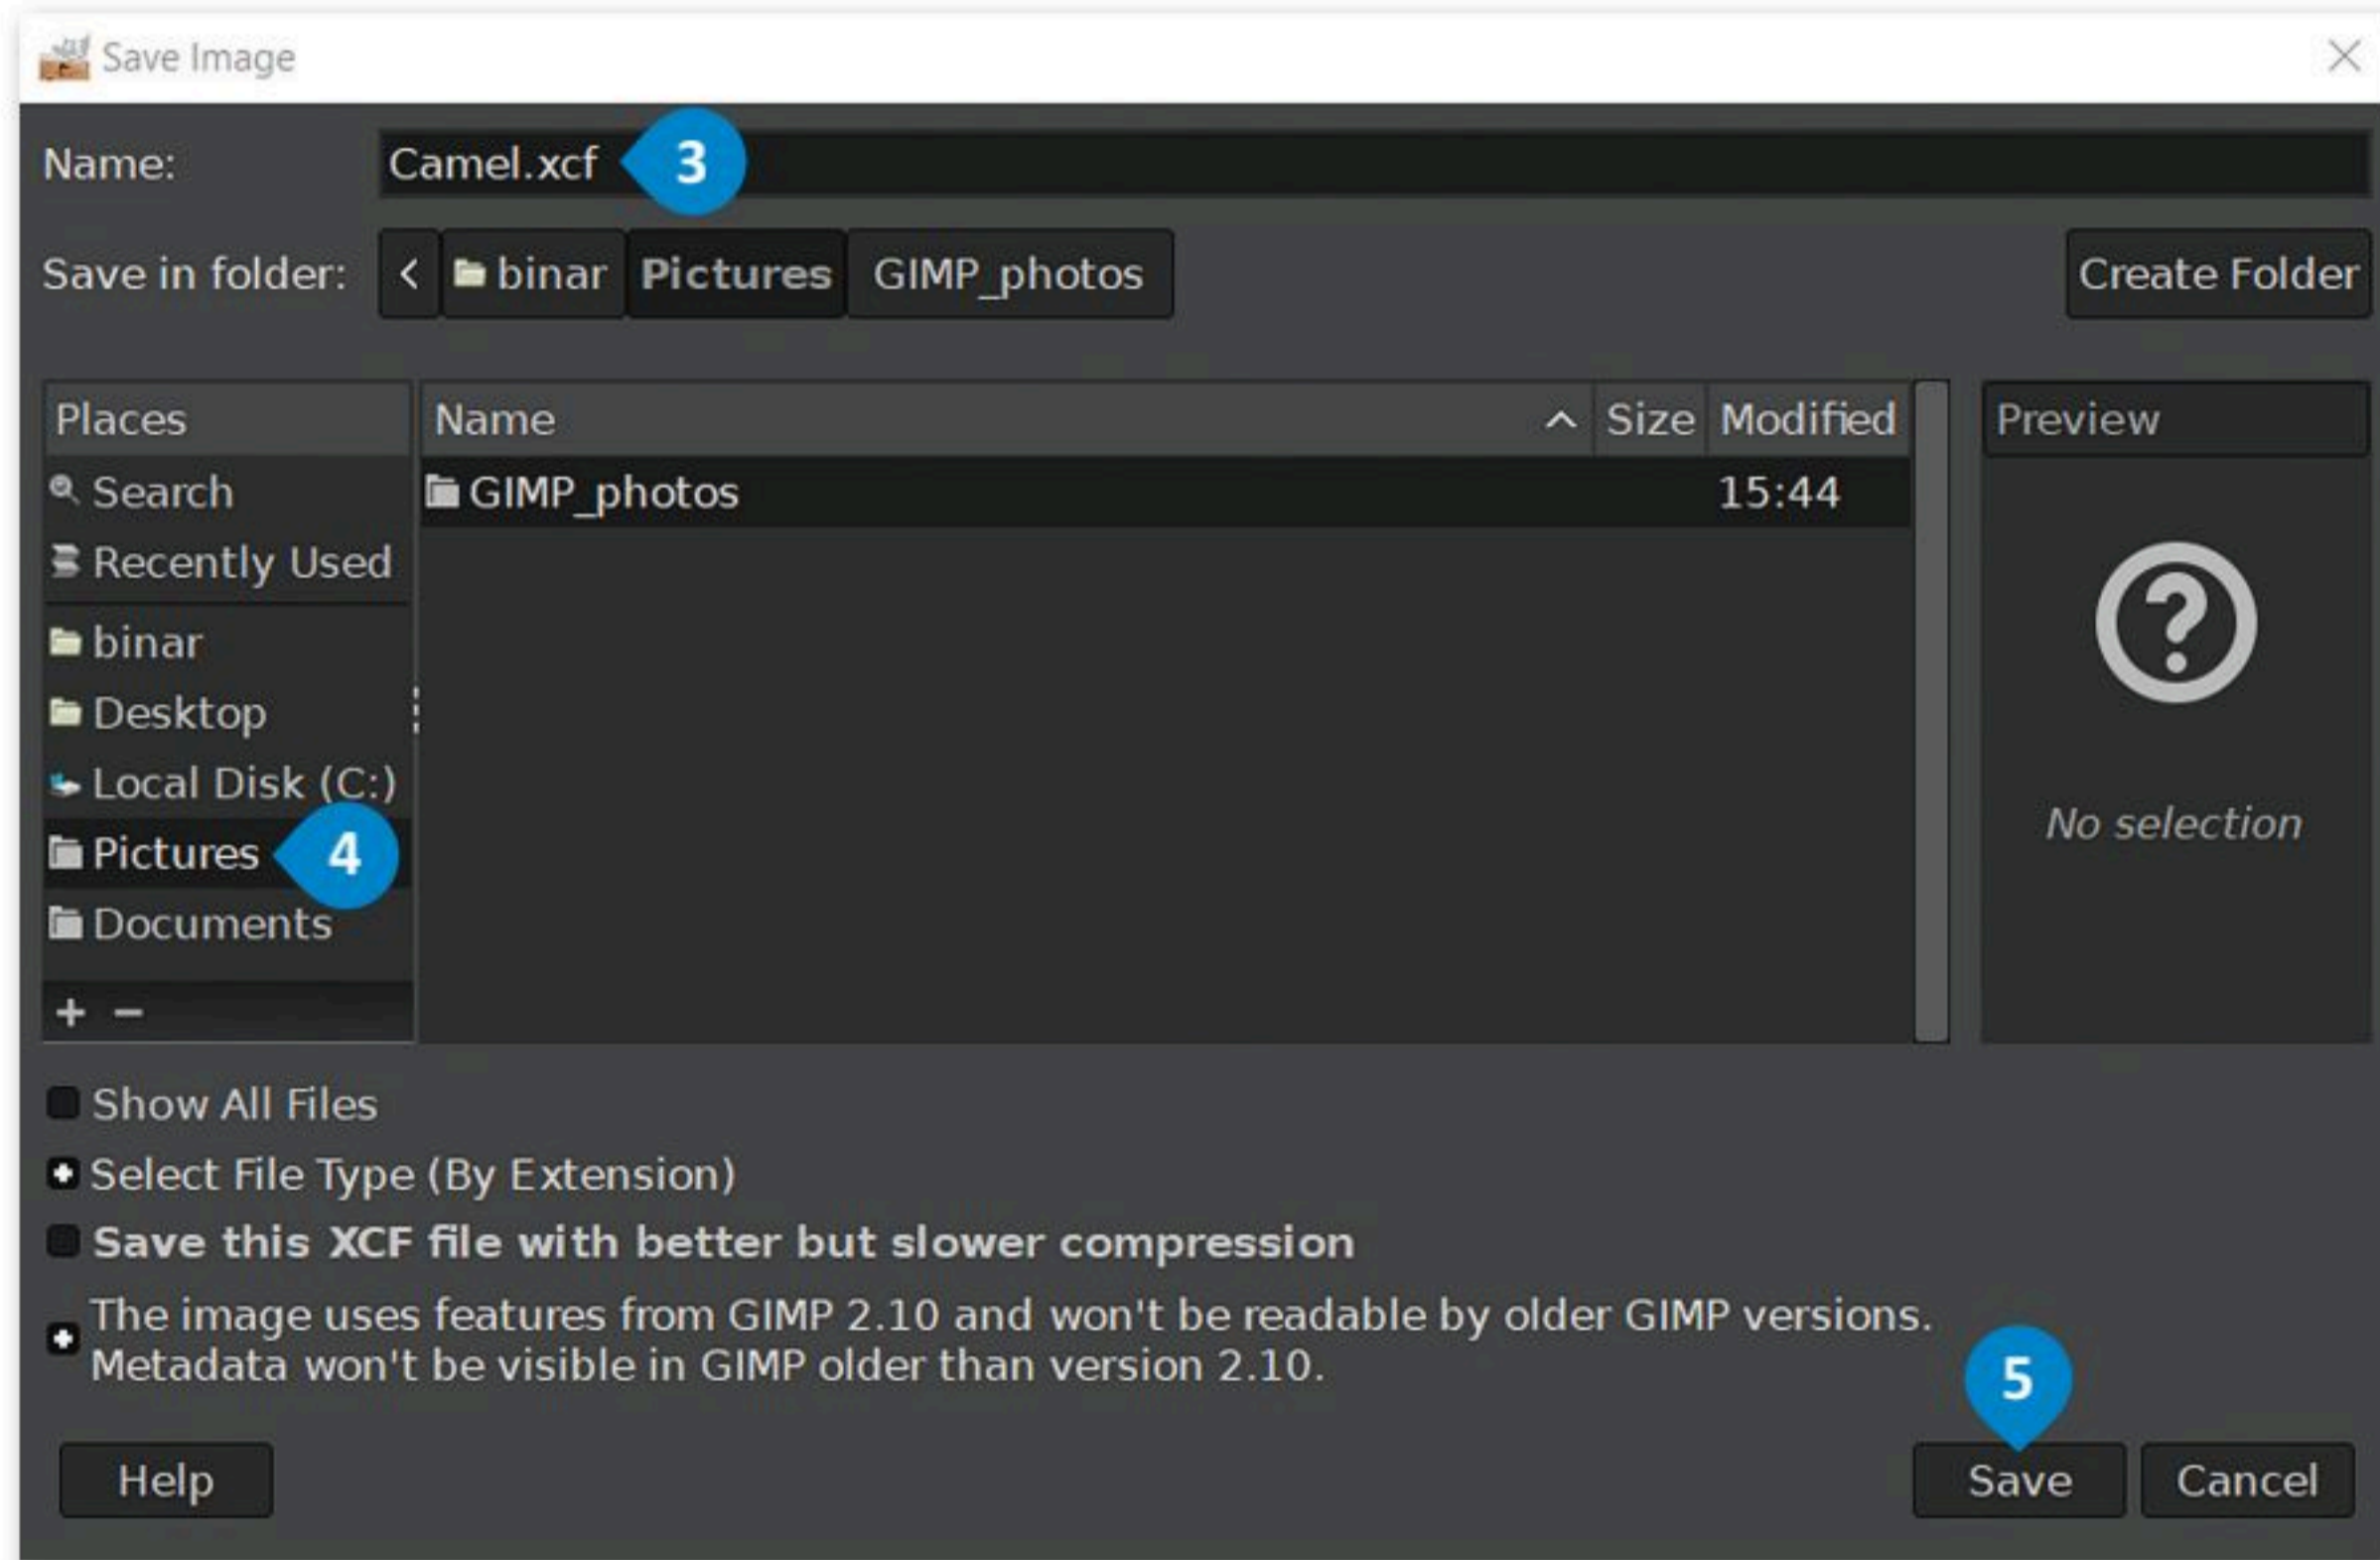 Save Image
Name: Camel.xcf 3
Save in folder: < binar Pictures GIMP_photos Create Folder
Places Name Size Modified Preview
Search GIMP_photos 15:44
Recently Used
binar
Desktop
Local Disk (C:)
No selection
Pictures 4
Documents
+ −
Show All Files
Select File Type (By Extension)
Save this XCF file with better but slower compression
The image uses features from GIMP 2.10 and won't be readable by older GIMP versions.
Metadata won't be visible in GIMP older than version 2.10.
5
Help Save Cancel